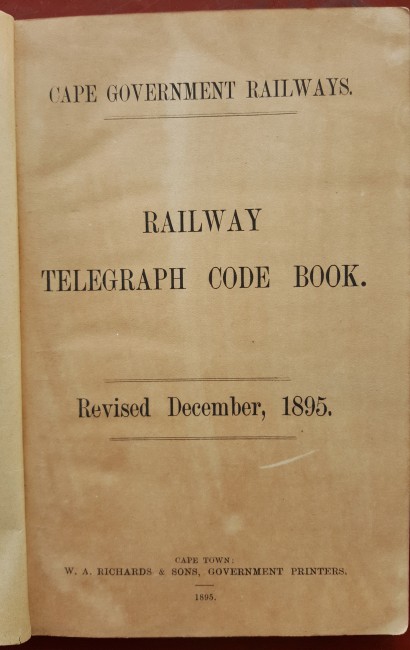 CAPE GOVERNMENT RAILWAYS.
RAILWAY
TELEGRAPH CODE BOOK.
Revised December, 1895.
CAPE TOWN:
W. A. RICHARDS & SONS, GOVERNMENT PRINTERS.
1895.